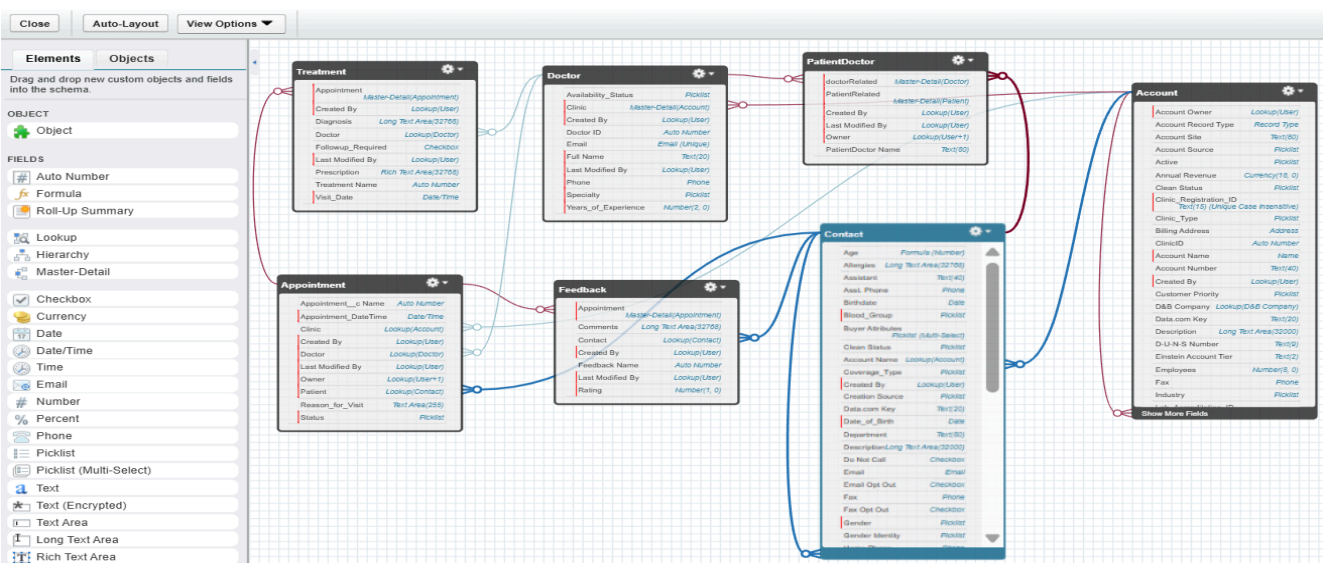 Close
Auto-Layout
View Options
Elements
Objects
Drag and drop new custom objects and fields
into the schema.
OBJECT
Object
FIELDS
Auto Number
Formula
Roll-Up Summary
Lookup
Hierarchy
Master-Detail
Checkbox
Currency
Date
Date/Time
Time
Email
Number
Percent
Phone
Picklist
Picklist (Multi-Select)
Text
Text (Encrypted)
Text Area
Long Text Area
Rich Text Area
Treatment
Appointment
Master-Detail(Appointment)
Created By Lookup(User)
Diagnosis Long Text Area(32768)
Doctor Lookup(Doctor)
Followup_Required Checkbox
Last Modified By Lookup(User)
Prescription Rich Text Area(32768)
Treatment Name Auto Number
Visit_Date Date/Time
Doctor
Availability_Status Picklist
Clinic Master-Detail(Account)
Created By Lookup(User)
Doctor ID Auto Number
Email Email (Unique)
Full Name Text(20)
Last Modified By Lookup(User)
Phone Phone
Specialty Picklist
Years_of_Experience Number(2, 0)
PatientDoctor
doctorRelated Master-Detail(Doctor)
PatientRelated
Master-Detail(Patient)
Created By Lookup(User)
Last Modified By Lookup(User)
Owner Lookup(User+1)
PatientDoctor Name Text(80)
Account
Account Owner Lookup(User)
Account Record Type Record Type
Account Site Text(80)
Account Source Picklist
Active Picklist
Annual Revenue Currency(16, 0)
Clean Status Picklist
Clinic_Registration_ID
Text(15) (Unique Case Insensitive)
Clinic_Type Picklist
Billing Address Address
ClinicID Auto Number
Account Name Name
Account Number Text(40)
Created By Lookup(User)
Customer Priority Picklist
D&B Company Lookup(D&B Company)
Data.com Key Text(20)
Description Long Text Area(32000)
D-U-N-S Number Text(9)
Einstein Account Tier Text(2)
Employees Number(8, 0)
Fax Phone
Industry Picklist
Show More Fields
Appointment
Appointment__c Name Auto Number
Appointment_DateTime Date/Time
Clinic Lookup(Account)
Created By Lookup(User)
Doctor Lookup(Doctor)
Last Modified By Lookup(User)
Owner Lookup(User+1)
Patient Lookup(Contact)
Reason_for_Visit Text Area(255)
Status Picklist
Feedback
Appointment
Master-Detail(Appointment)
Comments Long Text Area(32768)
Contact Lookup(Contact)
Created By Lookup(User)
Feedback Name Auto Number
Last Modified By Lookup(User)
Rating Number(1, 0)
Contact
Age Formula (Number)
Allergies Long Text Area(32768)
Assistant Text(40)
Asst. Phone Phone
Birthdate Date
Blood_Group Picklist
Buyer Attributes
Picklist (Multi-Select)
Clean Status Picklist
Account Name Lookup(Account)
Coverage_Type Picklist
Created By Lookup(User)
Creation Source Picklist
Data.com Key Text(20)
Date_of_Birth Date
Department Text(80)
Description Long Text Area(32000)
Do Not Call Checkbox
Email Email
Email Opt Out Checkbox
Fax Phone
Fax Opt Out Checkbox
Gender Picklist
Gender Identity Picklist